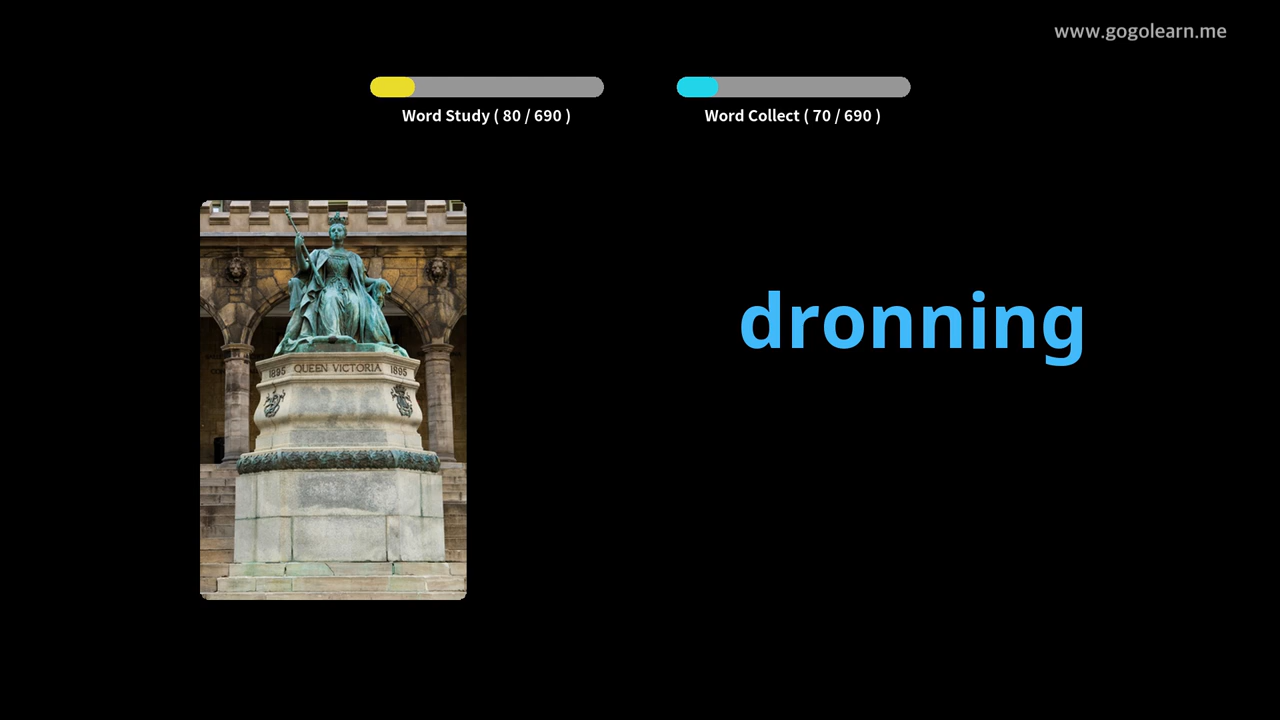 www.gogolearn.me
Word Study ( 80 / 690 )
Word Collect ( 70 / 690 )
1895 QUEEN VICTORIA 1895
dronning